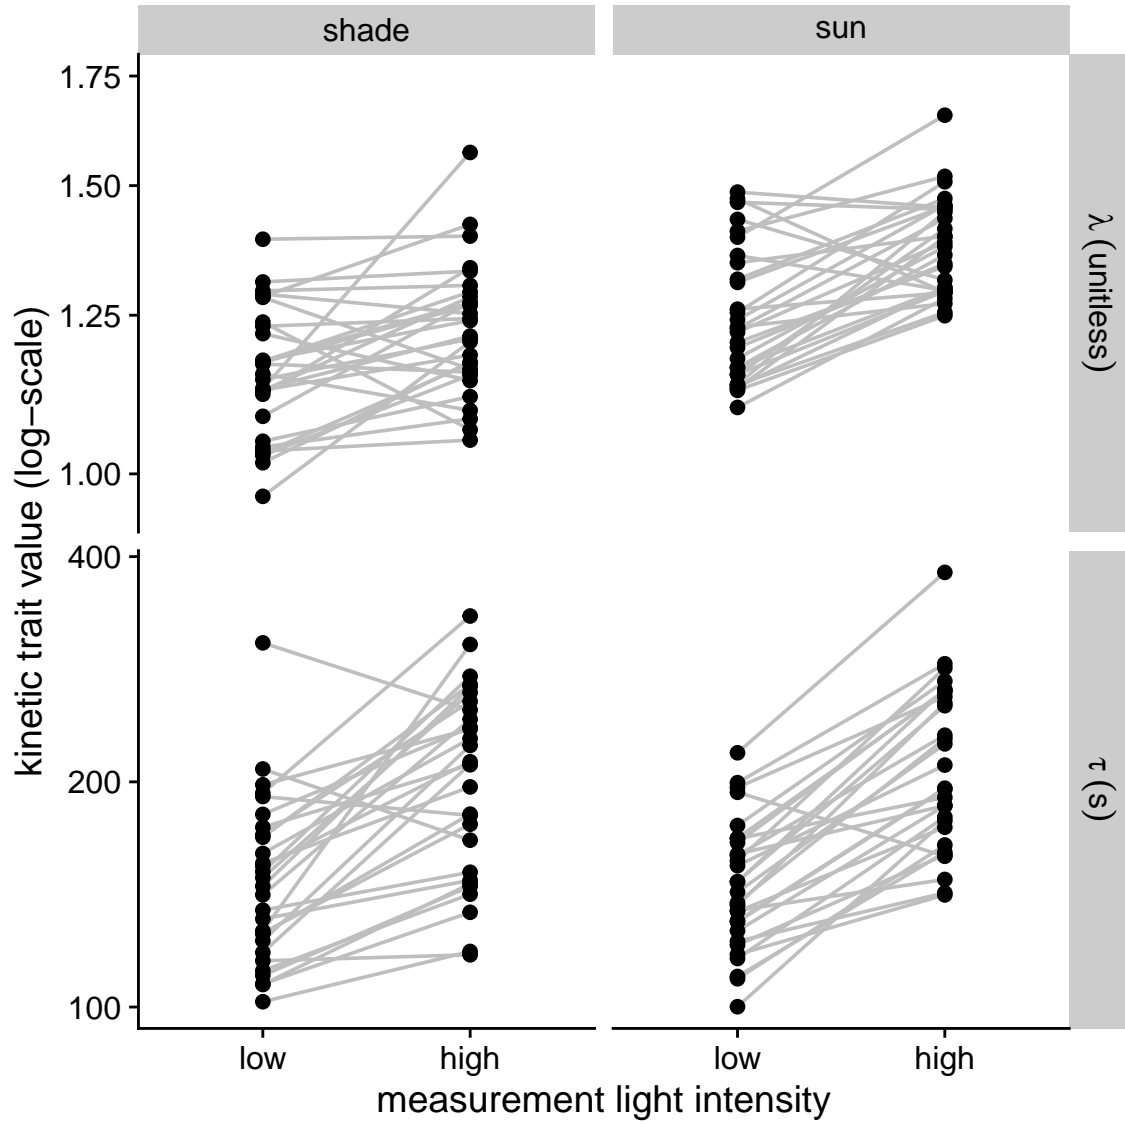 shade
sun
1.75
1.50
1.25
1.00
λ (unitless)
kinetic trait value (log−scale)
400
200
100
τ (s)
low
high
low
high
measurement light intensity